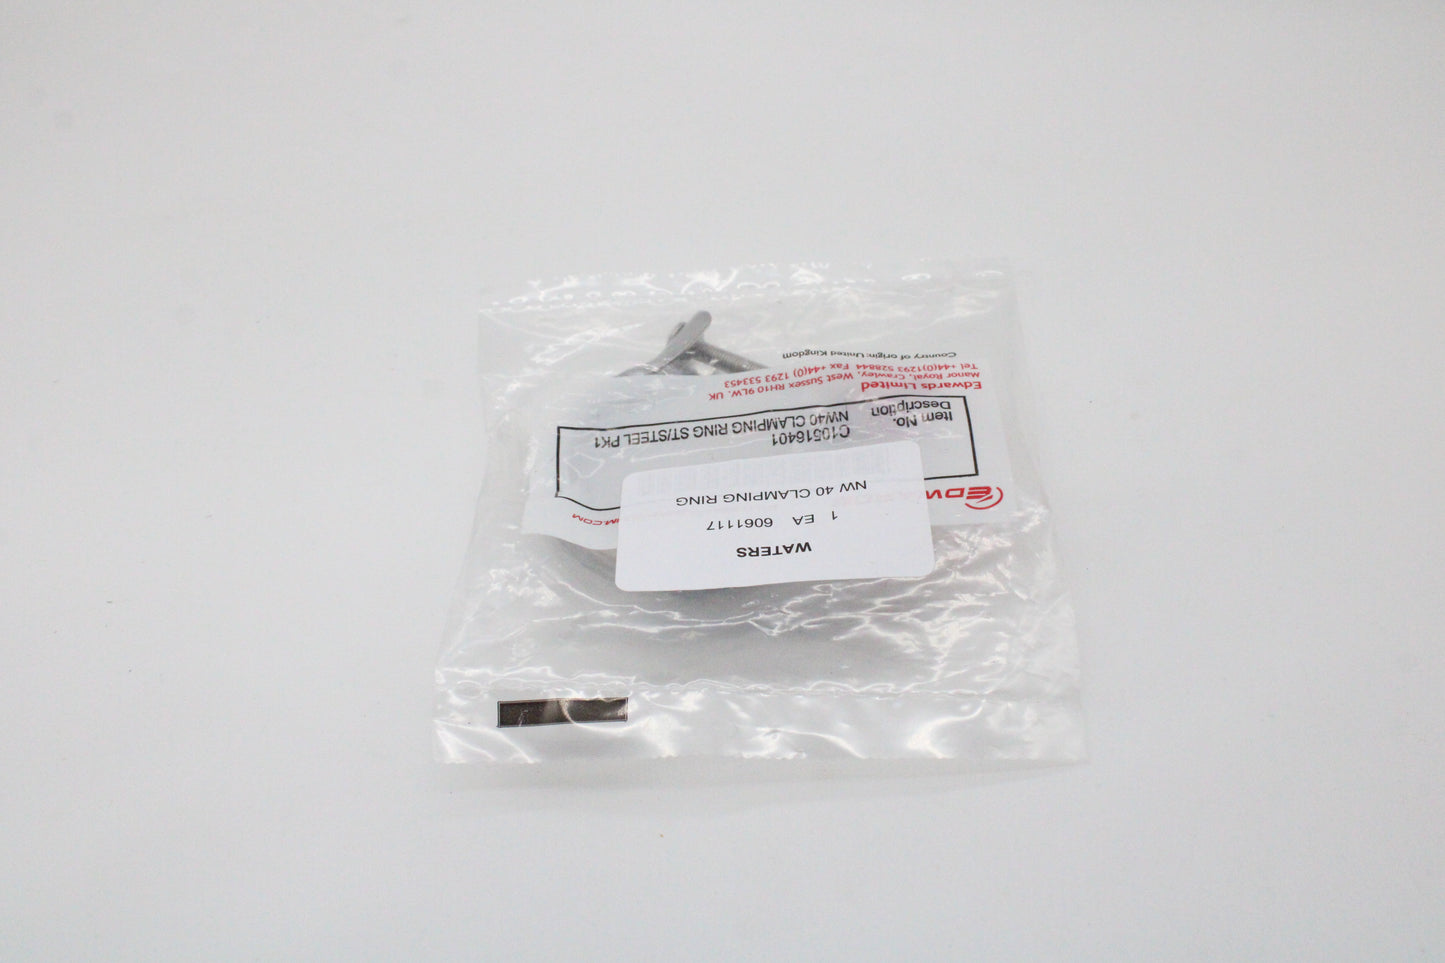 WATERS
1 EA 6061117
NW 40 CLAMPING RING
Item No. C10516401
Description NW40 CLAMPING RING ST/STEEL PK1
Edwards Limited
Manor Royal, Crawley, West Sussex RH10 9LW. UK
Tel +44(0)1293 528844 Fax +44(0) 1293 533453
Country of origin: United Kingdom